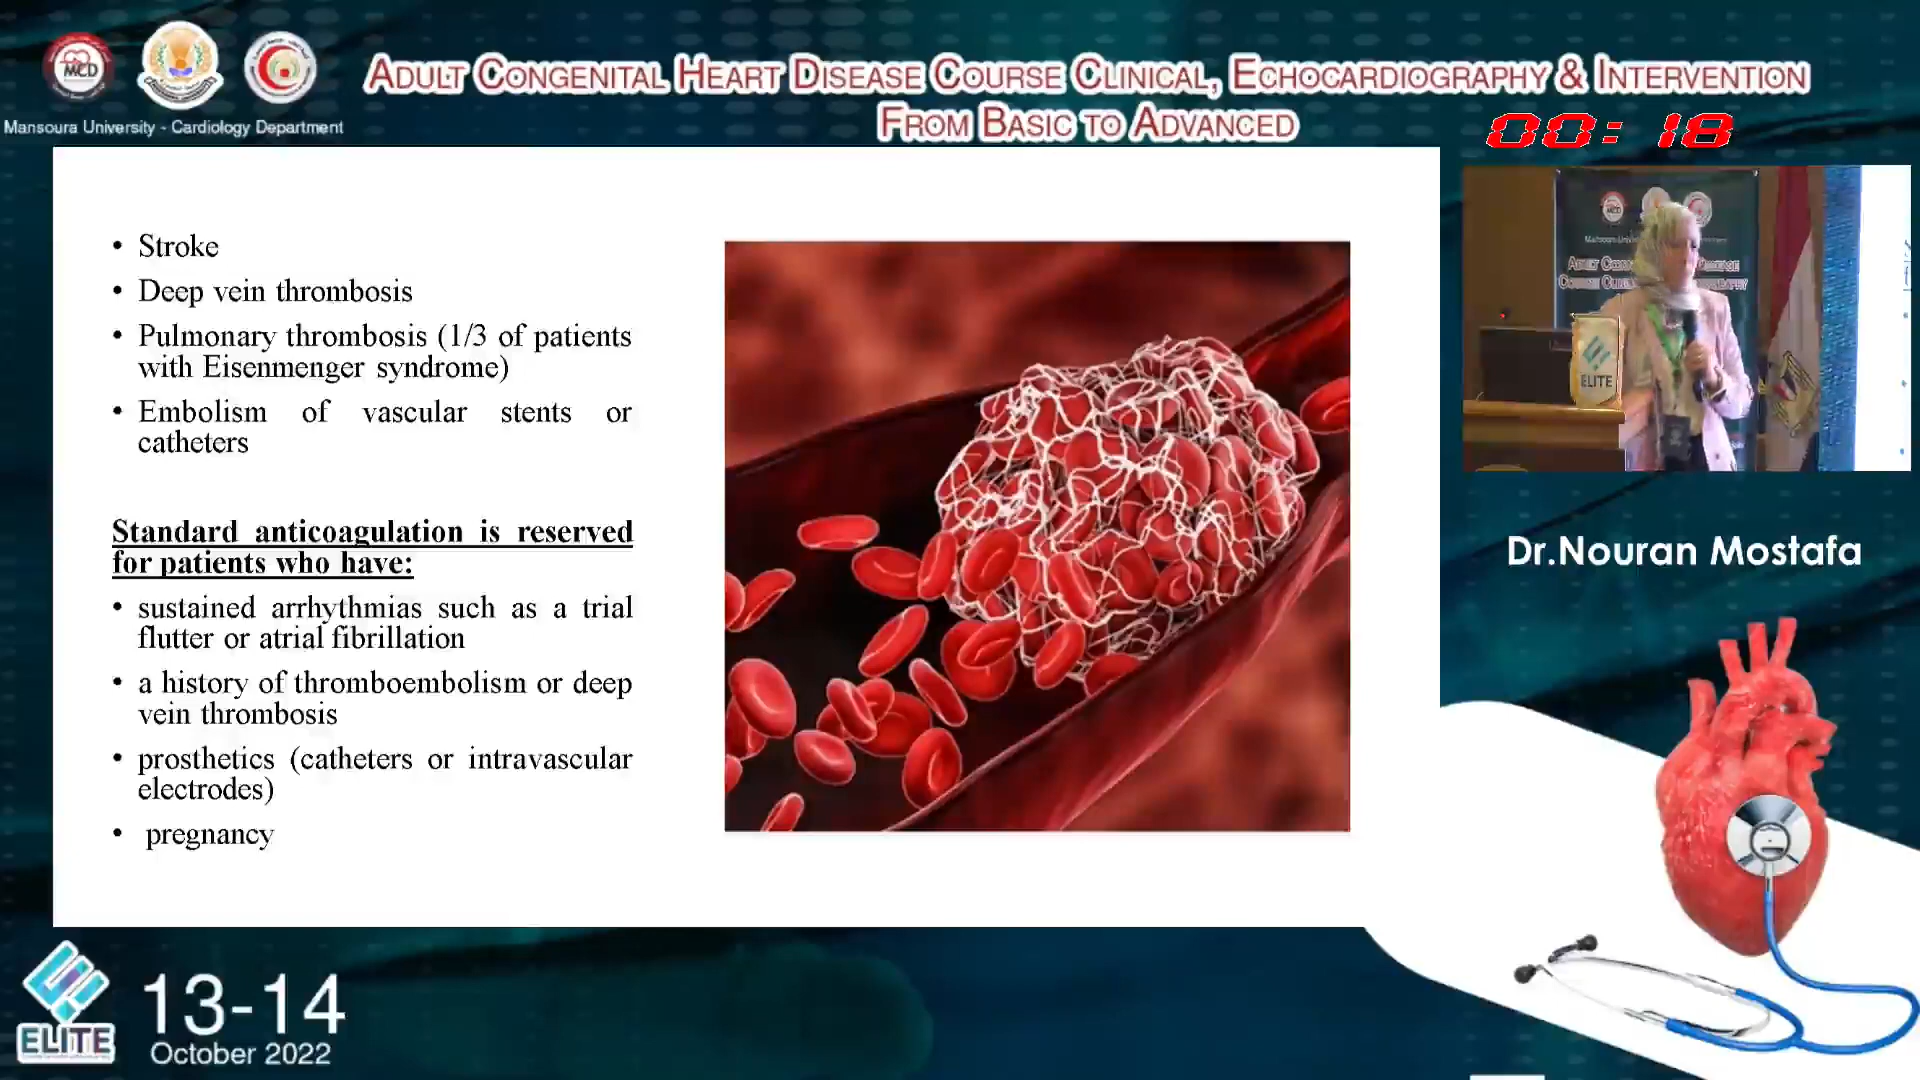 MCD
Mansoura University - Cardiology Department
ADULT CONGENITAL HEART DISEASE COURSE CLINICAL, ECHOCARDIOGRAPHY & INTERVENTION
FROM BASIC TO ADVANCED
00: 18
• Stroke
• Deep vein thrombosis
• Pulmonary thrombosis (1/3 of patients
with Eisenmenger syndrome)
• Embolism of vascular stents or
catheters
Standard anticoagulation is reserved
for patients who have:
• sustained arrhythmias such as a trial
flutter or atrial fibrillation
• a history of thromboembolism or deep
vein thrombosis
• prosthetics (catheters or intravascular
electrodes)
• pregnancy
MCD
ELITE
Dr.Nouran Mostafa
ELITE
13-14
October 2022